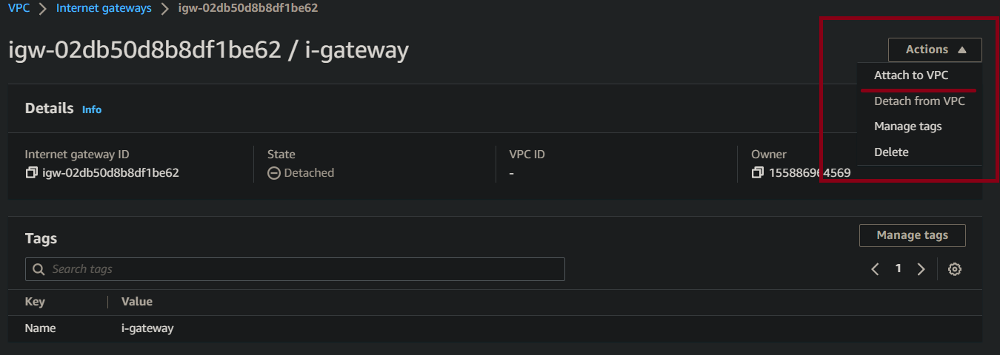 VPC > Internet gateways > igw-02db50d8b8df1be62
igw-02db50d8b8df1be62 / i-gateway
Actions
Attach to VPC
Detach from VPC
Manage tags
Delete
Details Info
Internet gateway ID
igw-02db50d8b8df1be62
State
Detached
VPC ID
-
Owner
155886964569
Tags
Manage tags
Search tags
1
Key Value
Name i-gateway